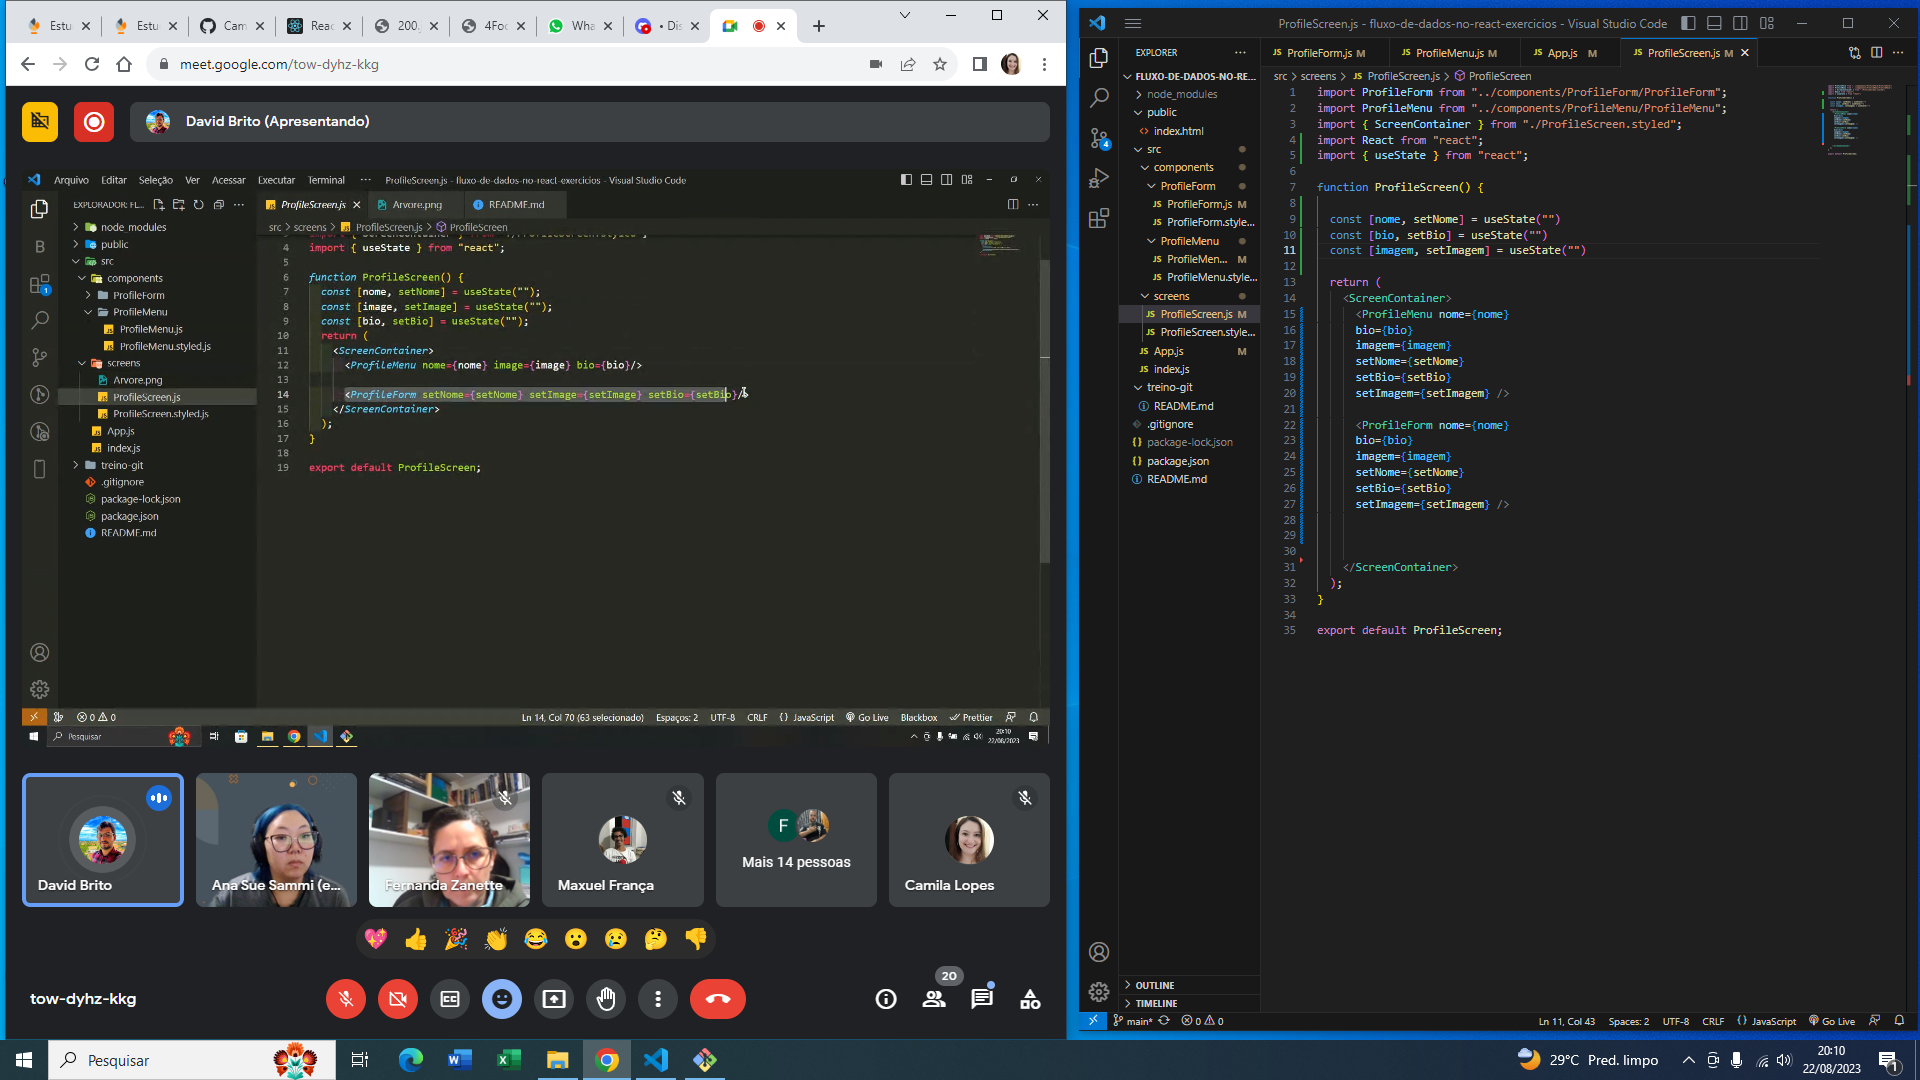 Estu
Estu
Cam
Reac
200.
4Foc
Wha
• Dis
meet.google.com/tow-dyhz-kkg
David Brito (Apresentando)
Arquivo Editar Seleção Ver Acessar Executar Terminal ··· ProfileScreen.js - fluxo-de-dados-no-react-exercicios - Visual Studio Code
EXPLORADOR: FL...
node_modules
public
src
components
ProfileForm
ProfileMenu
ProfileMenu.js
ProfileMenu.styled.js
screens
Arvore.png
ProfileScreen.js
ProfileScreen.styled.js
App.js
index.js
treino-git
.gitignore
package-lock.json
package.json
README.md
ProfileScreen.js
Arvore.png
README.md
src > screens > ProfileScreen.js > ProfileScreen
4 import { useState } from "react";
5
6 function ProfileScreen() {
7 const [nome, setNome] = useState("");
8 const [image, setImage] = useState("");
9 const [bio, setBio] = useState("");
10 return (
11 <ScreenContainer>
12 <ProfileMenu nome={nome} image={image} bio={bio}/>
13
14 <ProfileForm setNome={setNome} setImage={setImage} setBio={setBio}/>
15 </ScreenContainer>
16 );
17 }
18
19 export default ProfileScreen;
0 0
Ln 14, Col 70 (63 selecionado) Espaços: 2 UTF-8 CRLF {} JavaScript Go Live Blackbox Prettier
Pesquisar
20:10
22/08/2023
David Brito
Ana Sue Sammi (e...
Fernanda Zanette
Maxuel França
F
Mais 14 pessoas
Camila Lopes
tow-dyhz-kkg
20
ProfileScreen.js - fluxo-de-dados-no-react-exercicios - Visual Studio Code
EXPLORER
FLUXO-DE-DADOS-NO-RE...
node_modules
public
index.html
src
components
ProfileForm
ProfileForm.js M
ProfileForm.style...
ProfileMenu
ProfileMen... M
ProfileMenu.style...
screens
ProfileScreen.js M
ProfileScreen.style...
App.js M
index.js
treino-git
README.md
.gitignore
package-lock.json
package.json
README.md
OUTLINE
TIMELINE
4
ProfileForm.js M
ProfileMenu.js M
App.js M
ProfileScreen.js M
src > screens > ProfileScreen.js > ProfileScreen
1 import ProfileForm from "../components/ProfileForm/ProfileForm";
2 import ProfileMenu from "../components/ProfileMenu/ProfileMenu";
3 import { ScreenContainer } from "./ProfileScreen.styled";
4 import React from "react";
5 import { useState } from "react";
6
7 function ProfileScreen() {
8
9 const [nome, setNome] = useState("")
10 const [bio, setBio] = useState("")
11 const [imagem, setImagem] = useState("")
12
13 return (
14 <ScreenContainer>
15 <ProfileMenu nome={nome}
16 bio={bio}
17 imagem={imagem}
18 setNome={setNome}
19 setBio={setBio}
20 setImagem={setImagem} />
21
22 <ProfileForm nome={nome}
23 bio={bio}
24 imagem={imagem}
25 setNome={setNome}
26 setBio={setBio}
27 setImagem={setImagem} />
28
29
30
31 </ScreenContainer>
32 );
33 }
34
35 export default ProfileScreen;
main* 0 0
Ln 11, Col 43 Spaces: 2 UTF-8 CRLF {} JavaScript Go Live
Pesquisar
29°C Pred. limpo
20:10
22/08/2023
1